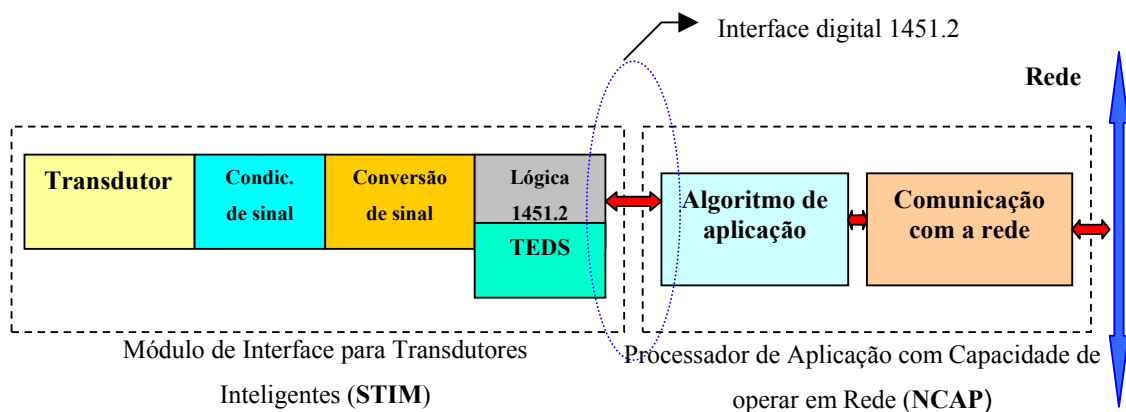 Interface digital 1451.2
Rede
Transdutor
Condic.
de sinal
Conversão
de sinal
Lógica
1451.2
TEDS
Algoritmo de
aplicação
Comunicação
com a rede
Módulo de Interface para Transdutores
Inteligentes (STIM)
Processador de Aplicação com Capacidade de
operar em Rede (NCAP)